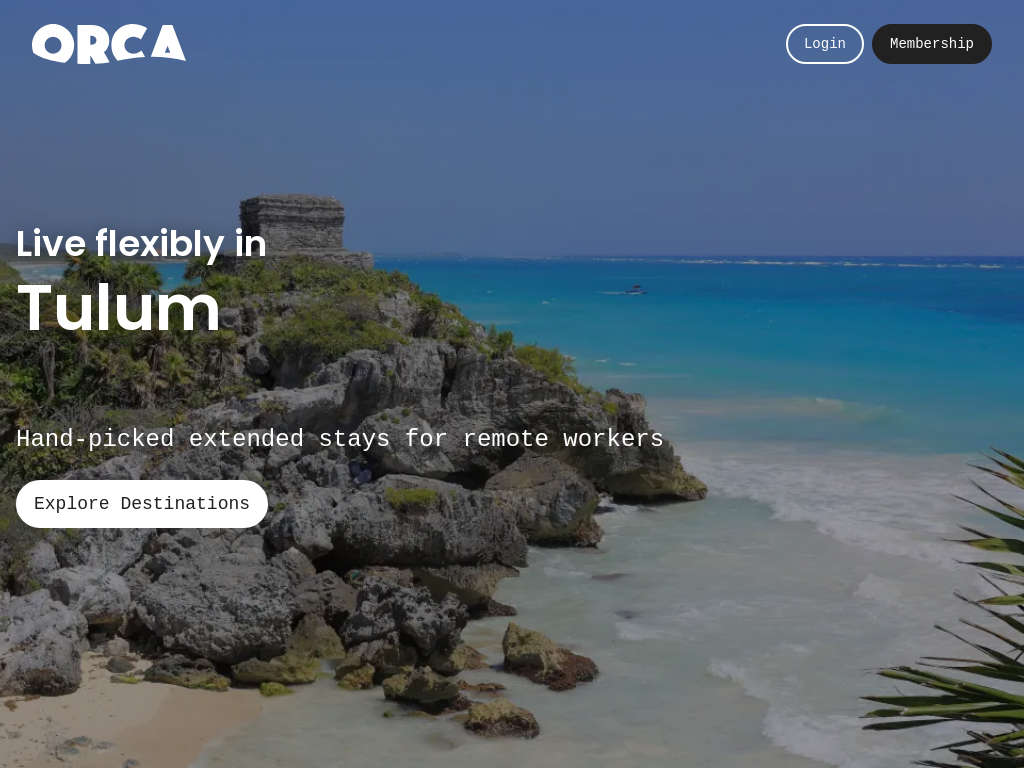 ORCA
Login
Membership
Live flexibly in
Tulum
Hand-picked extended stays for remote workers
Explore Destinations